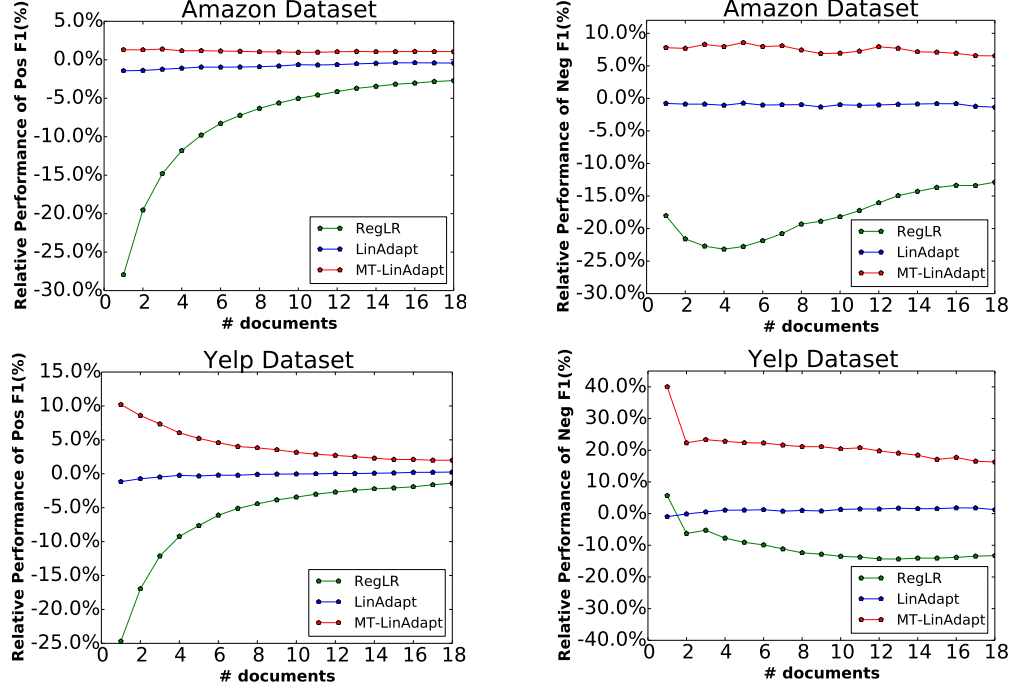 Amazon Dataset
Relative Performance of Pos F1(%)
5.0%
0.0%
-5.0%
-10.0%
-15.0%
-20.0%
-25.0%
-30.0%
0 2 4 6 8 10 12 14 16 18
# documents
RegLR
LinAdapt
MT-LinAdapt
Amazon Dataset
Relative Performance of Neg F1(%)
10.0%
5.0%
0.0%
-5.0%
-10.0%
-15.0%
-20.0%
-25.0%
-30.0%
0 2 4 6 8 10 12 14 16 18
# documents
RegLR
LinAdapt
MT-LinAdapt
Yelp Dataset
Relative Performance of Pos F1(%)
15.0%
10.0%
5.0%
0.0%
-5.0%
-10.0%
-15.0%
-20.0%
-25.0%
0 2 4 6 8 10 12 14 16 18
# documents
RegLR
LinAdapt
MT-LinAdapt
Yelp Dataset
Relative Performance of Neg F1(%)
40.0%
30.0%
20.0%
10.0%
0.0%
-10.0%
-20.0%
-30.0%
-40.0%
0 2 4 6 8 10 12 14 16 18
# documents
RegLR
LinAdapt
MT-LinAdapt